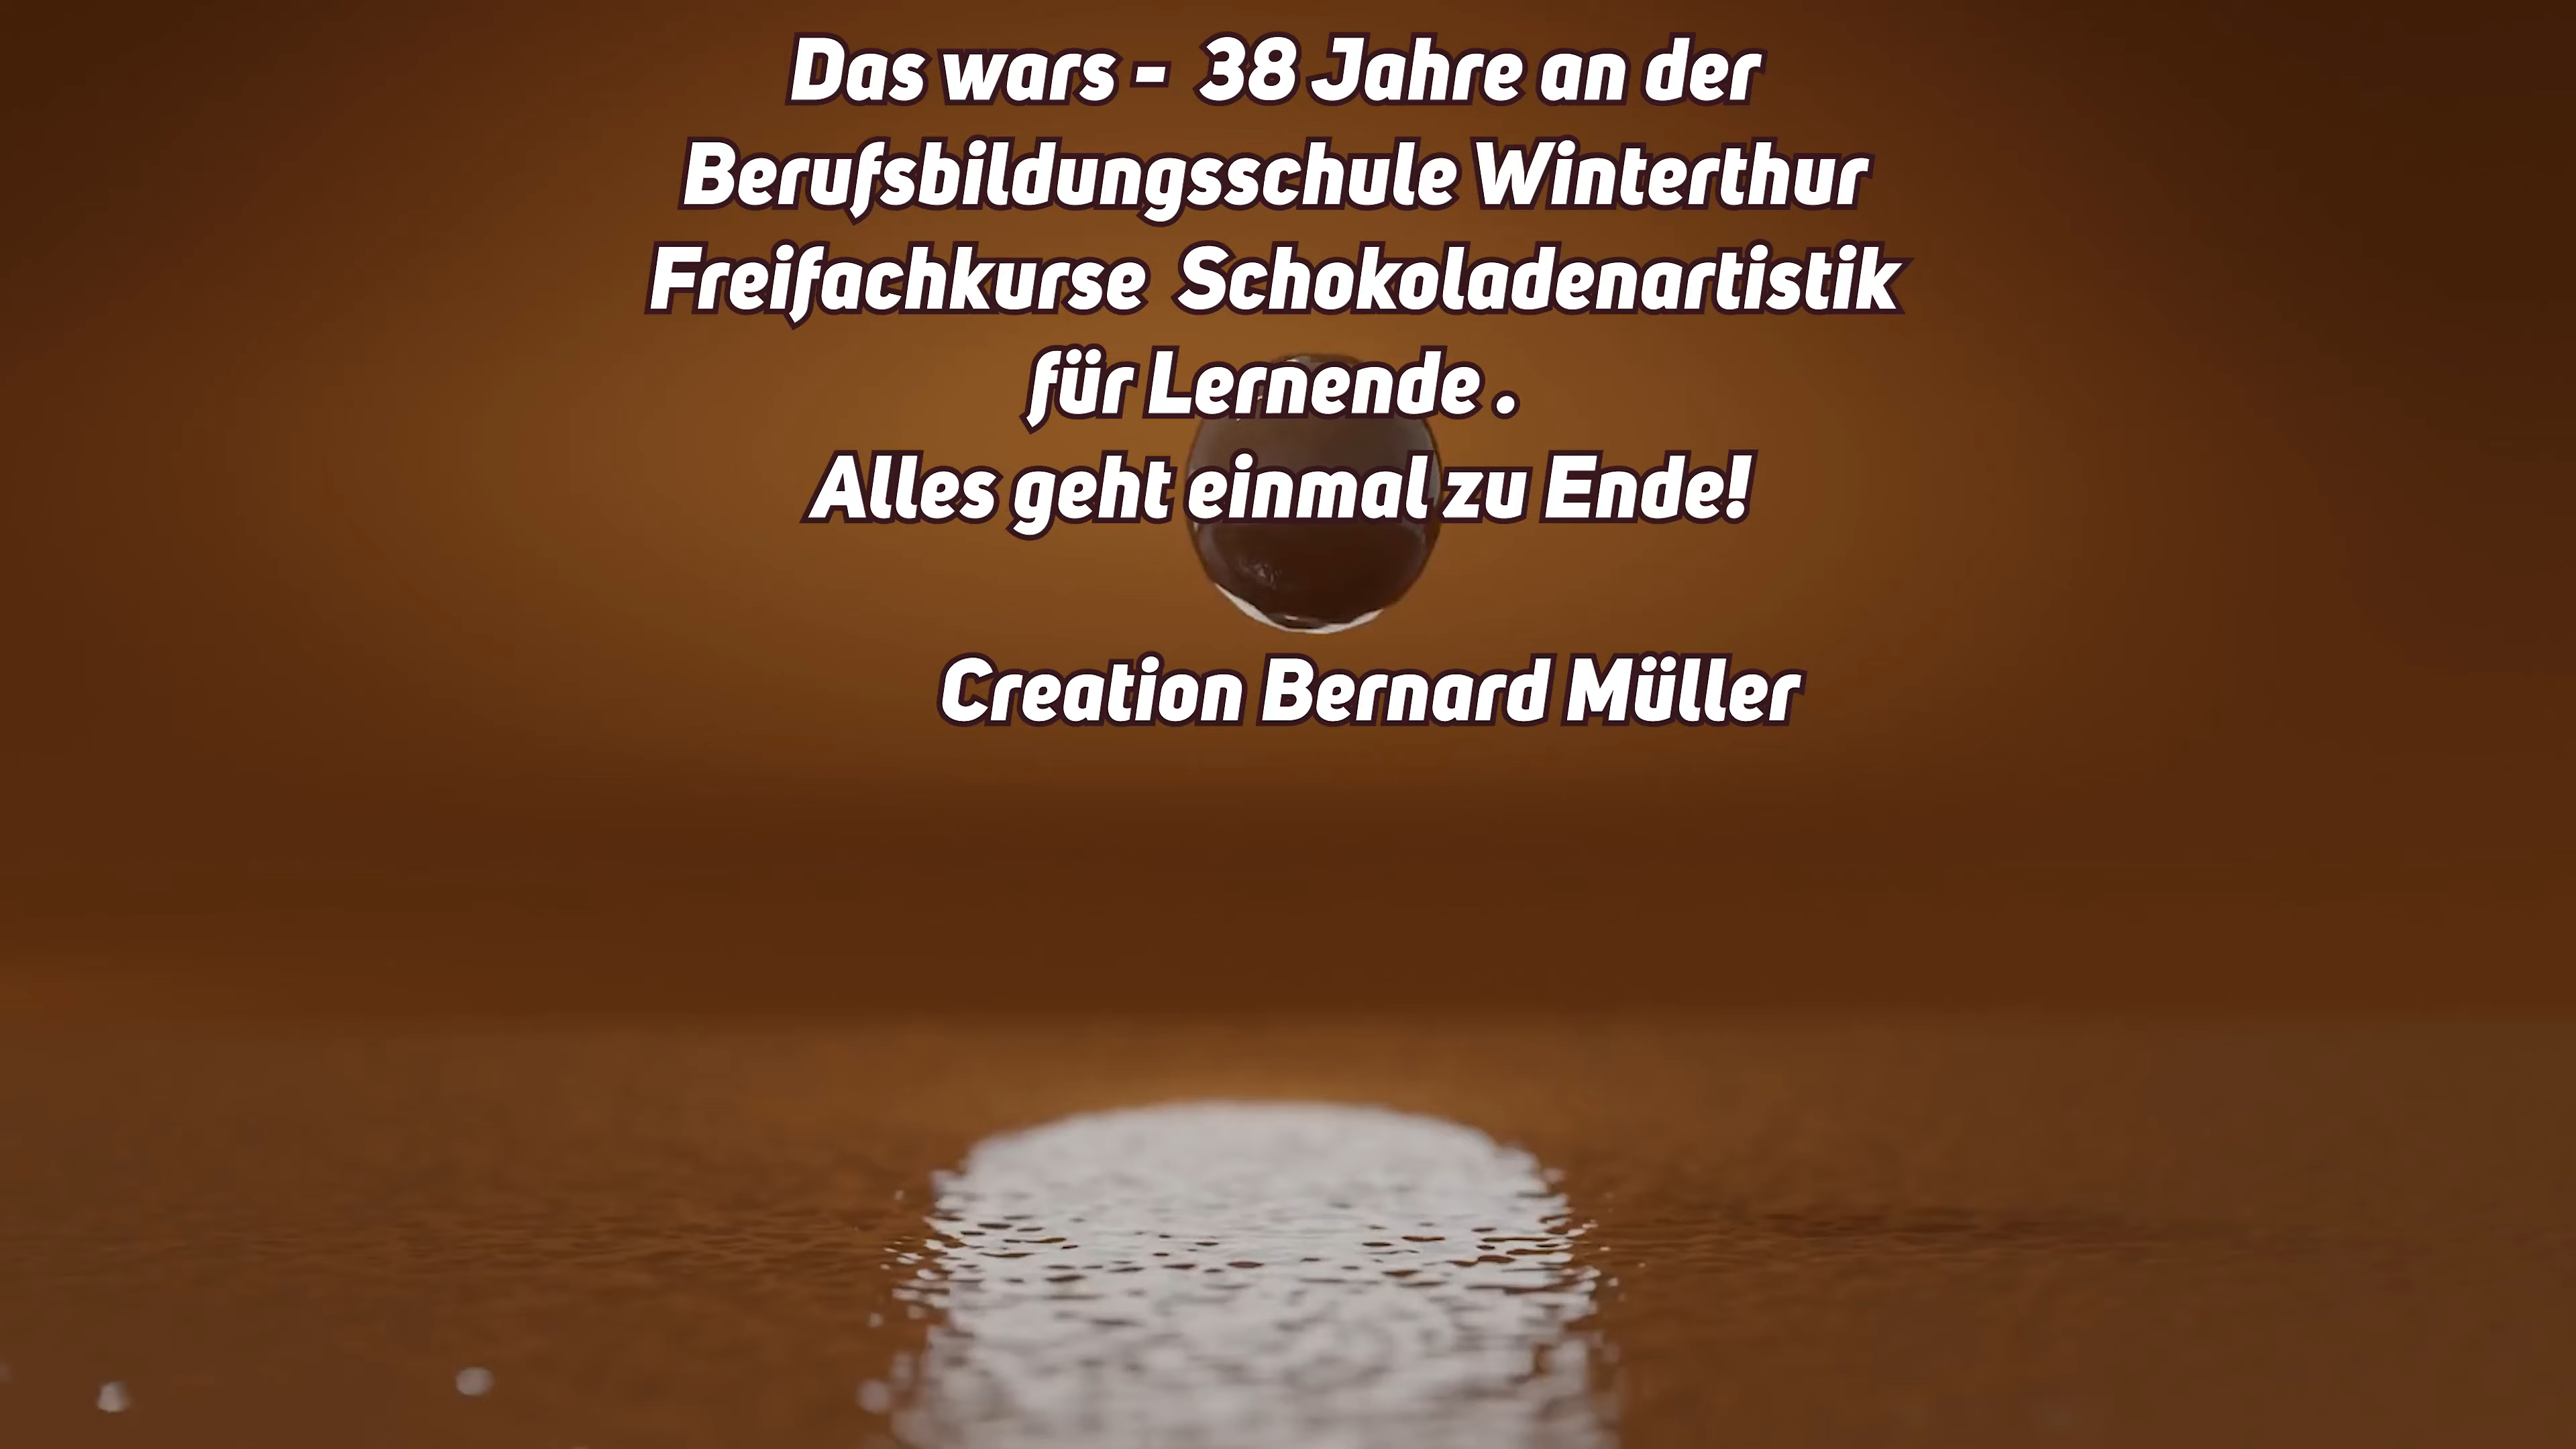 Das wars - 38 Jahre an der
Berufsbildungsschule Winterthur
Freifachkurse Schokoladenartistik
für Lernende .
Alles geht einmal zu Ende!
Creation Bernard Müller